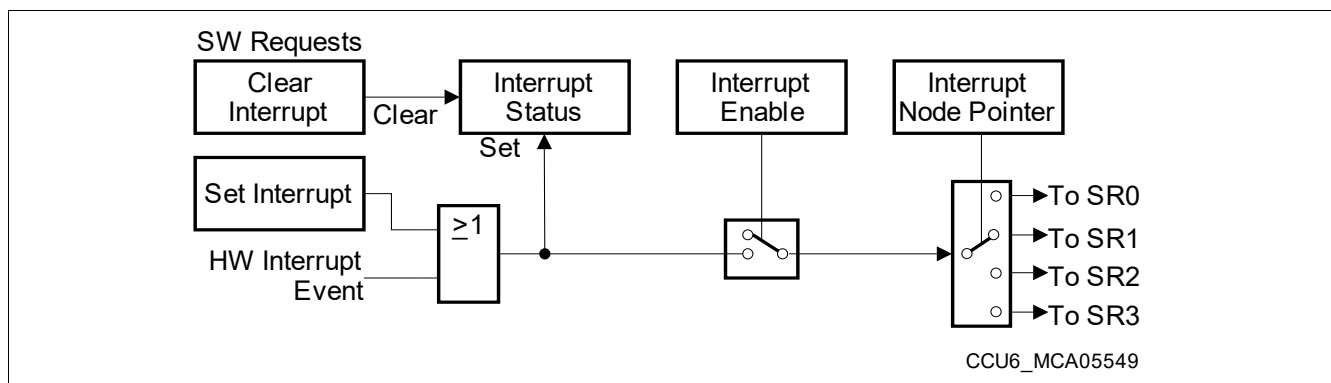 SW Requests
Clear
Interrupt
Clear
Interrupt
Status
Set
Interrupt
Enable
Interrupt
Node Pointer
Set Interrupt
≥1
HW Interrupt
Event
To SR0
To SR1
To SR2
To SR3
CCU6_MCA05549